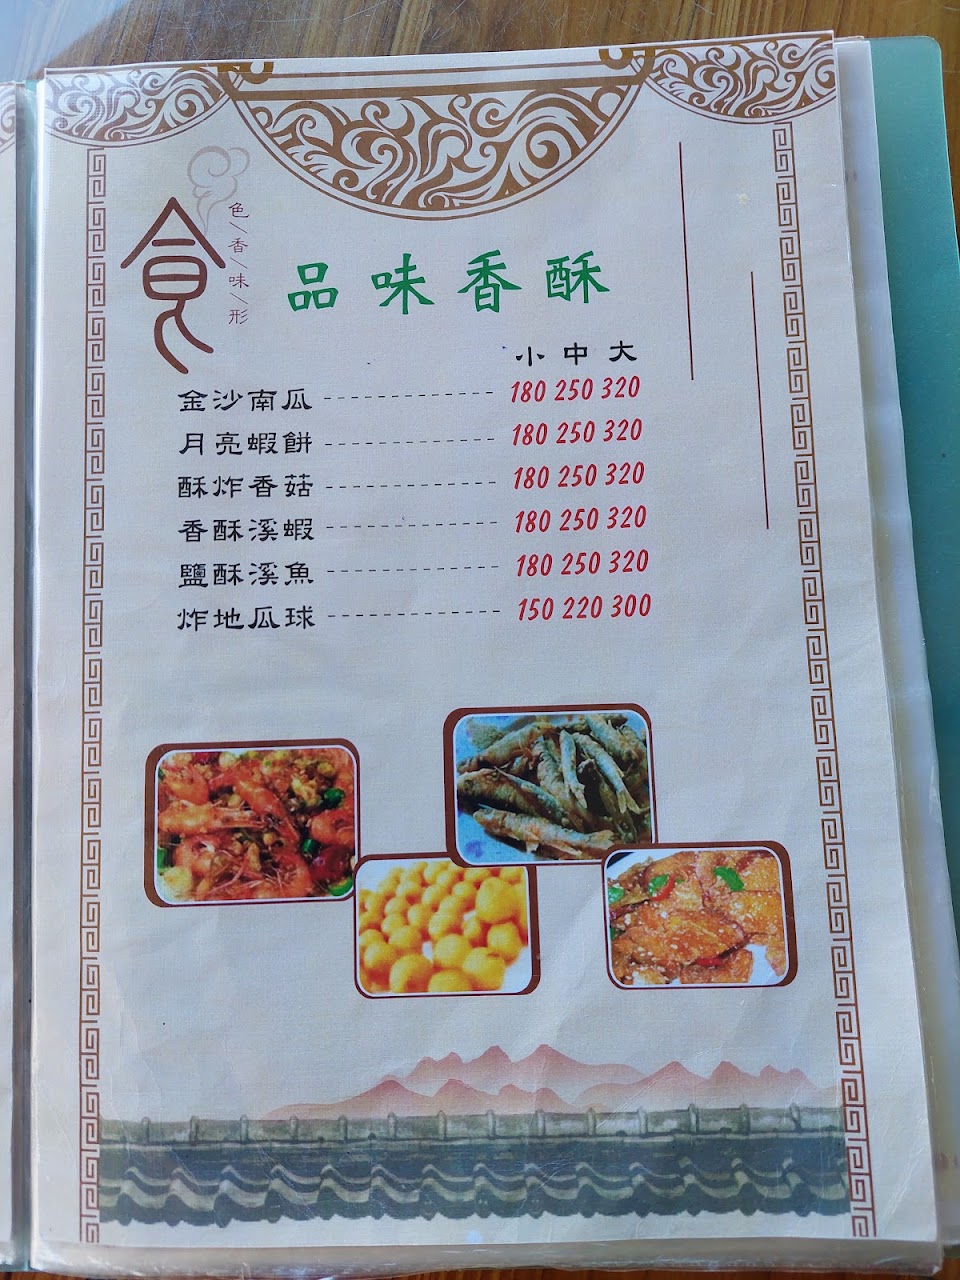 食
色/香/味/形
品味香酥
小 中 大
金沙南瓜 180 250 320
月亮蝦餅 180 250 320
酥炸香菇 180 250 320
香酥溪蝦 180 250 320
鹽酥溪魚 180 250 320
炸地瓜球 150 220 300